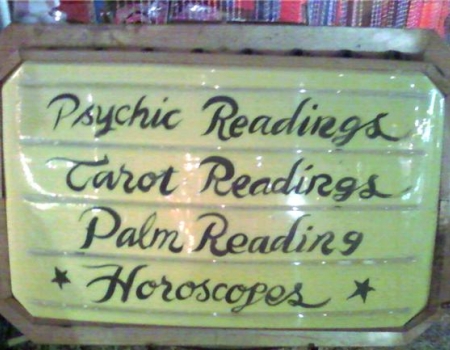 Psychic Readings
Tarot Readings
Palm Reading
Horoscopes